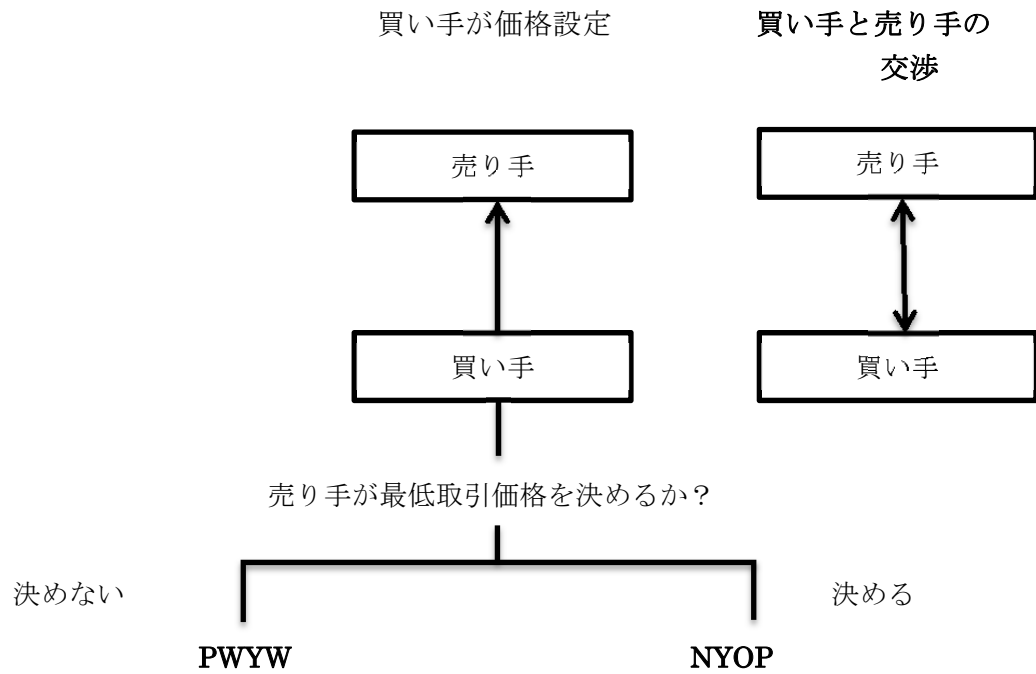 買い手が価格設定
買い手と売り手の
交渉
売り手
売り手
買い手
買い手
売り手が最低取引価格を決めるか？
決めない
決める
PWYW
NYOP